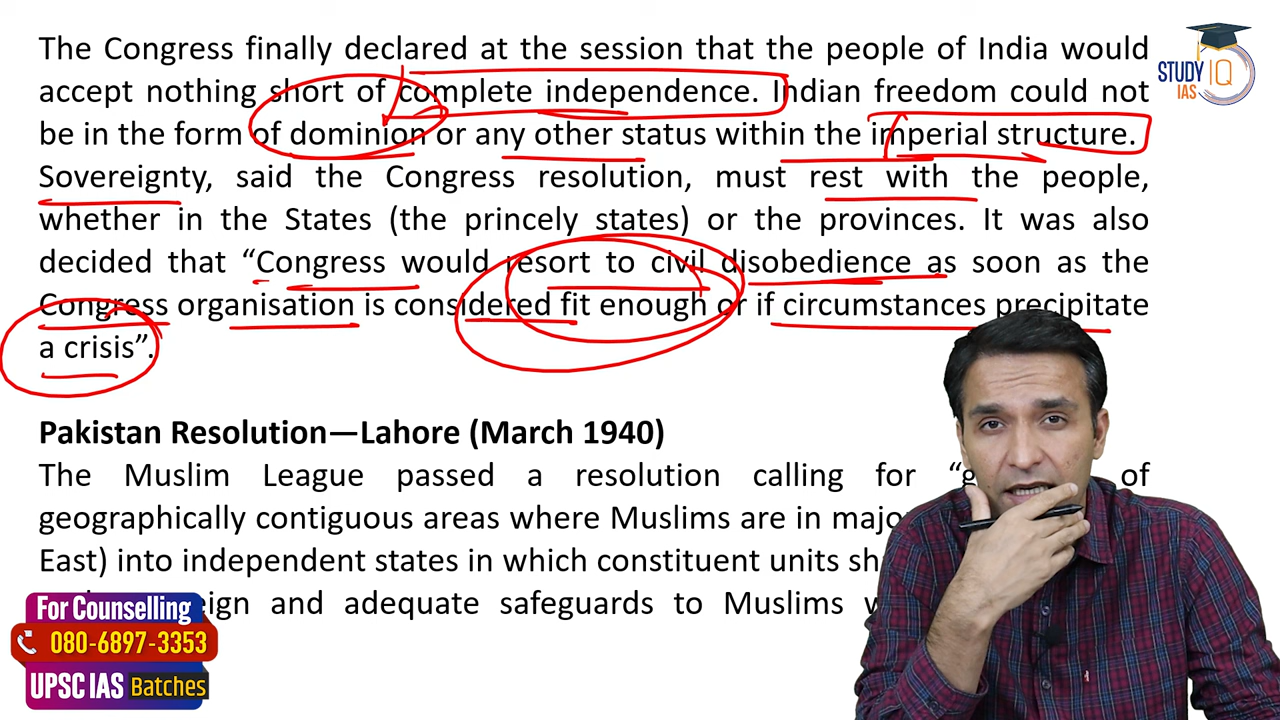 The Congress finally declared at the session that the people of India would
accept nothing short of complete independence. Indian freedom could not
be in the form of dominion or any other status within the imperial structure.
Sovereignty, said the Congress resolution, must rest with the people,
whether in the States (the princely states) or the provinces. It was also
decided that “Congress would resort to civil disobedience as soon as the
Congress organisation is considered fit enough or if circumstances precipitate
a crisis”.
Pakistan Resolution—Lahore (March 1940)
The Muslim League passed a resolution calling for “g of
geographically contiguous areas where Muslims are in major
East) into independent states in which constituent units sh
eign and adequate safeguards to Muslims w
STUDY IQ
IAS
For Counselling
080-6897-3353
UPSC IAS Batches